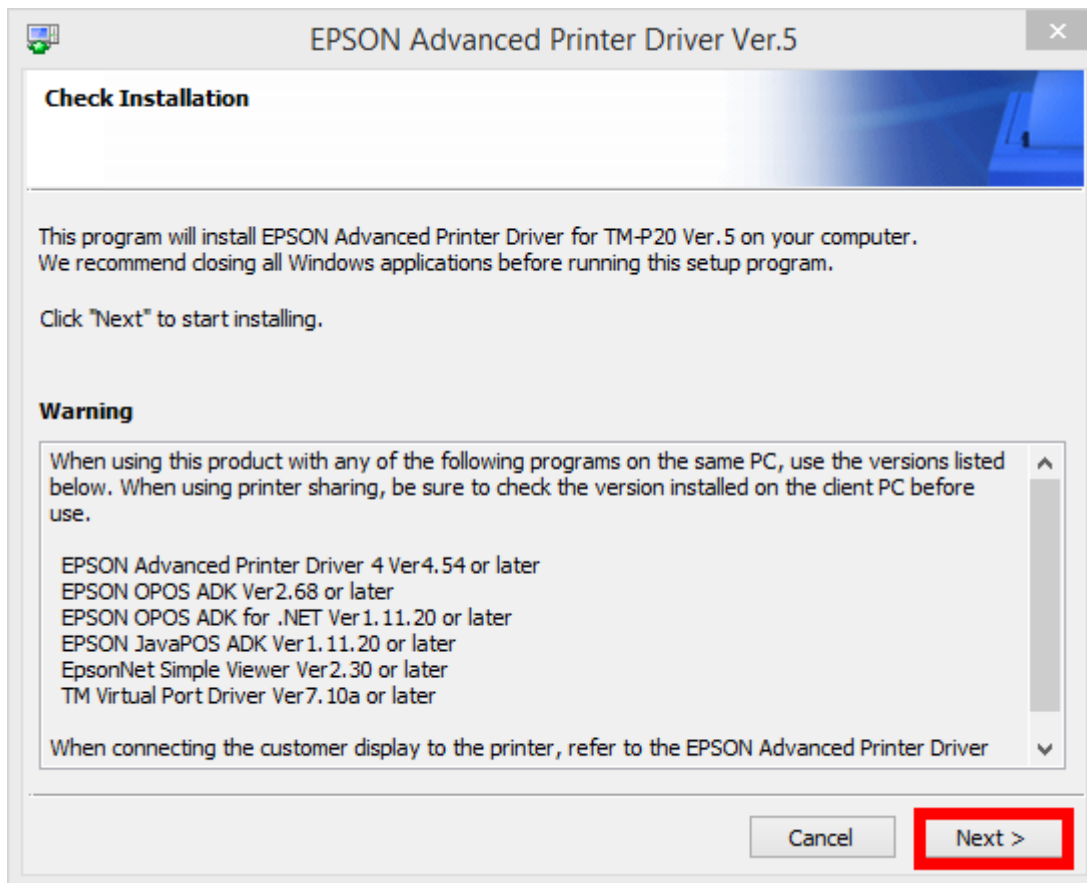 EPSON Advanced Printer Driver Ver.5
Check Installation
This program will install EPSON Advanced Printer Driver for TM-P20 Ver.5 on your computer.
We recommend closing all Windows applications before running this setup program.
Click "Next" to start installing.
Warning
When using this product with any of the following programs on the same PC, use the versions listed
below. When using printer sharing, be sure to check the version installed on the client PC before
use.
EPSON Advanced Printer Driver 4 Ver4.54 or later
EPSON OPOS ADK Ver2.68 or later
EPSON OPOS ADK for .NET Ver1.11.20 or later
EPSON JavaPOS ADK Ver1.11.20 or later
EpsonNet Simple Viewer Ver2.30 or later
TM Virtual Port Driver Ver7.10a or later
When connecting the customer display to the printer, refer to the EPSON Advanced Printer Driver
Cancel
Next >